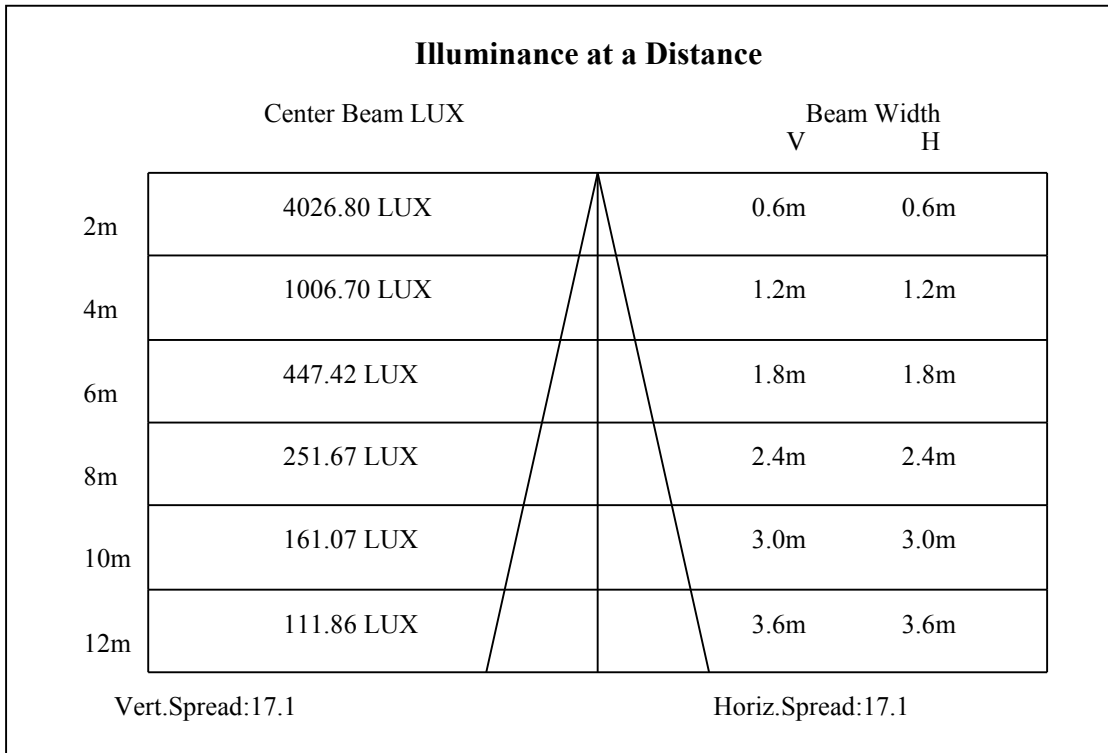 Illuminance at a Distance
Center Beam LUX Beam Width
V H
2m 4026.80 LUX 0.6m 0.6m
4m 1006.70 LUX 1.2m 1.2m
6m 447.42 LUX 1.8m 1.8m
8m 251.67 LUX 2.4m 2.4m
10m 161.07 LUX 3.0m 3.0m
12m 111.86 LUX 3.6m 3.6m
Vert.Spread:17.1 Horiz.Spread:17.1